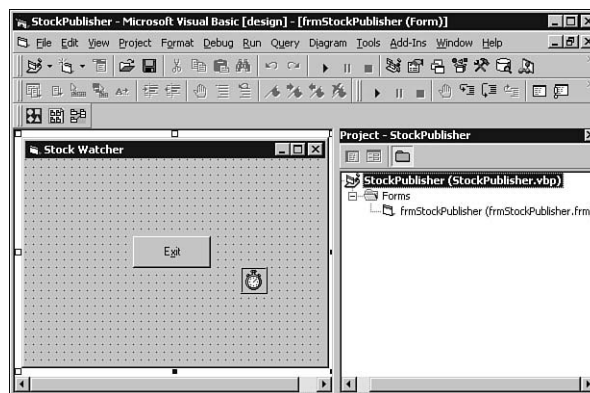 StockPublisher - Microsoft Visual Basic [design] - [frmStockPublisher (Form)]
File Edit View Project Format Debug Run Query Diagram Tools Add-Ins Window Help
Stock Watcher
Exit
Project - StockPublisher
StockPublisher (StockPublisher.vbp)
Forms
frmStockPublisher (frmStockPublisher.frm